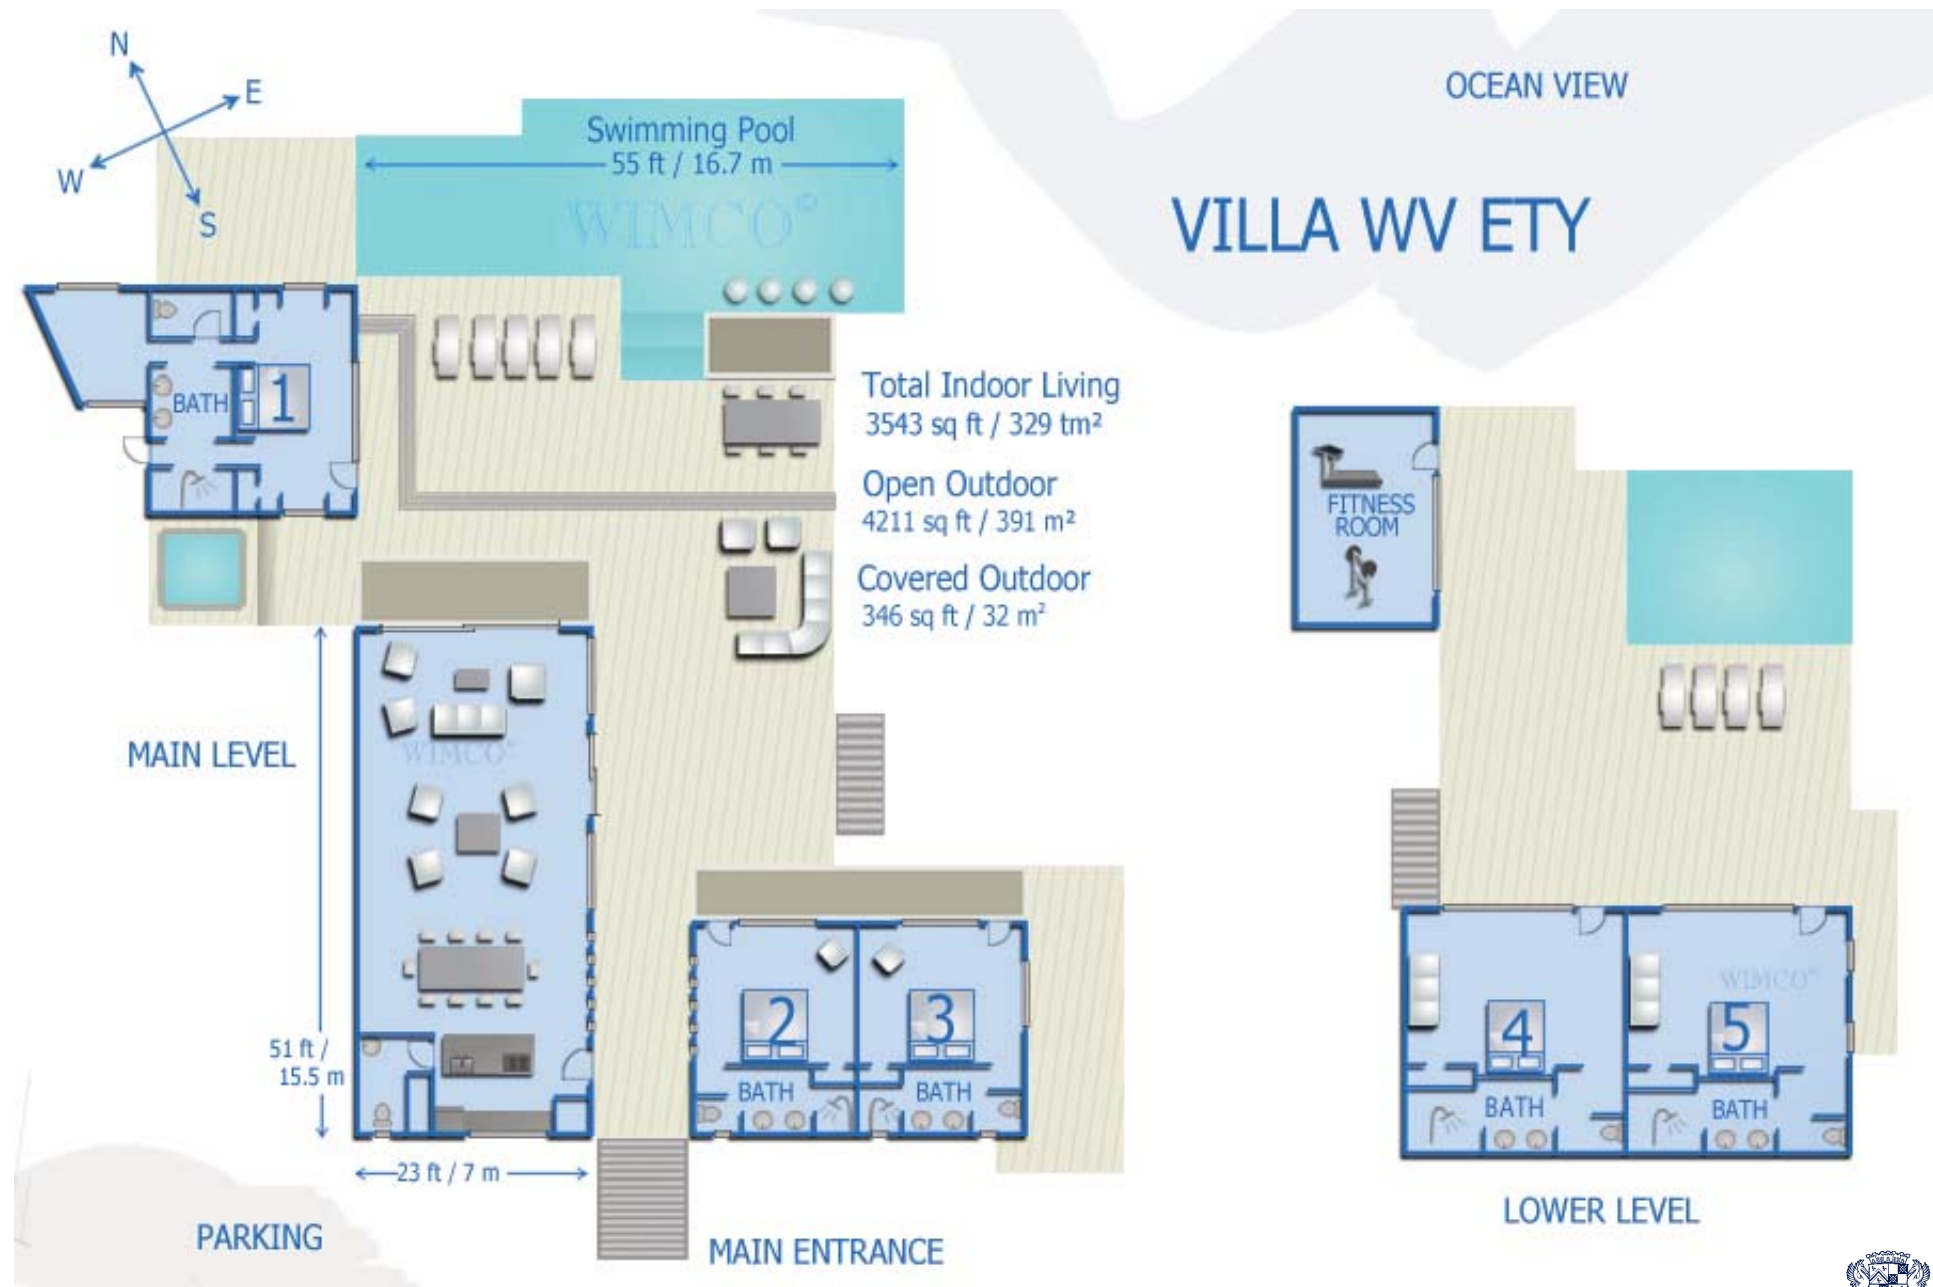 N
E
W
S
OCEAN VIEW
Swimming Pool
55 ft / 16.7 m
WIMCO©
VILLA WV ETY
1
BATH
Total Indoor Living
3543 sq ft / 329 tm²
Open Outdoor
4211 sq ft / 391 m²
Covered Outdoor
346 sq ft / 32 m²
FITNESS
ROOM
MAIN LEVEL
WIMCO©
51 ft /
15.5 m
23 ft / 7 m
2
3
BATH
BATH
WIMCO©
4
5
BATH
BATH
PARKING
MAIN ENTRANCE
LOWER LEVEL